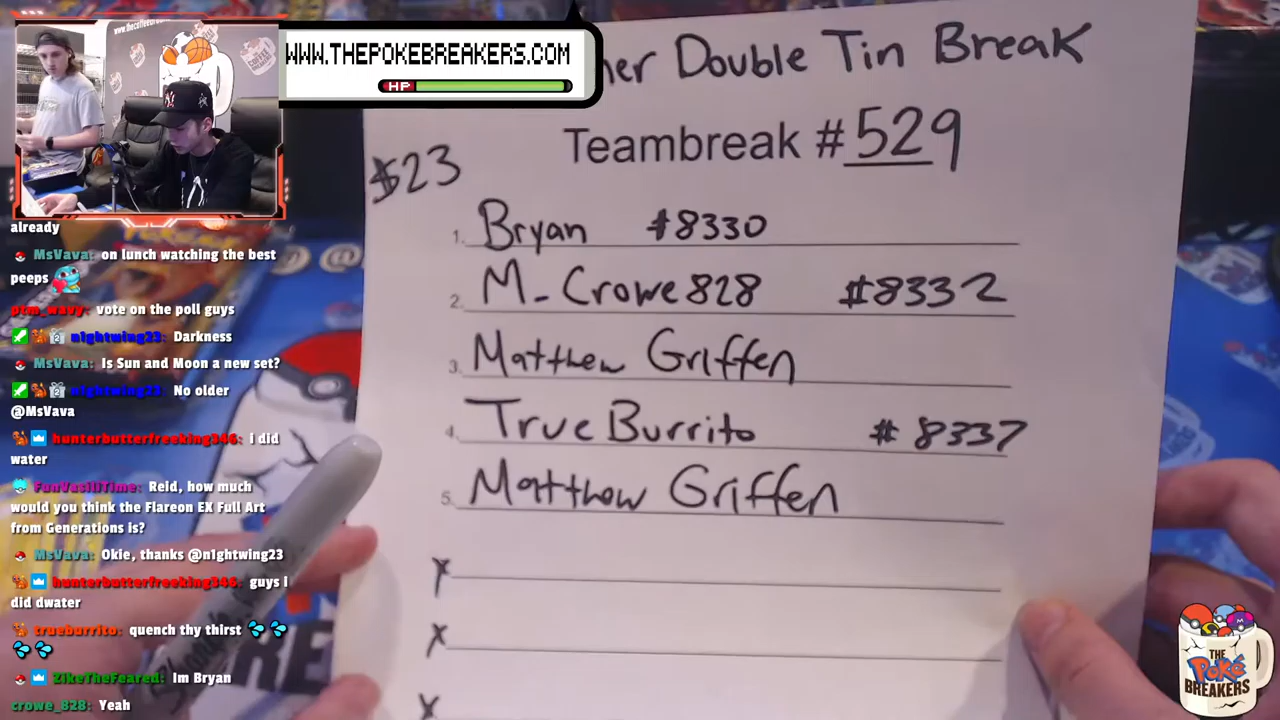 WWW.THEPOKEBREAKERS.COM
HP
her Double Tin Break
Teambreak #529
$23
1. Bryan #8330
2. M-Crowe828 #8332
3. Matthew Griffen
4. TrueBurrito #8337
5. Matthew Griffen
x
x
x
already
MsVava: on lunch watching the best
peeps
ptm_wavy: vote on the poll guys
n1ghtwing23: Darkness
MsVava: Is Sun and Moon a new set?
n1ghtwing23: No older
@MsVava
hunterbutterfreeking346: i did
water
FunVasiliTime: Reid, how much
would you think the Flareon EX Full Art
from Generations is?
MsVava: Okie, thanks @n1ghtwing23
hunterbutterfreeking346: guys i
did dwater
trueburrito: quench thy thirst
ZikeTheFeared: Im Bryan
crowe_828: Yeah
THE
Poké
BREAKERS